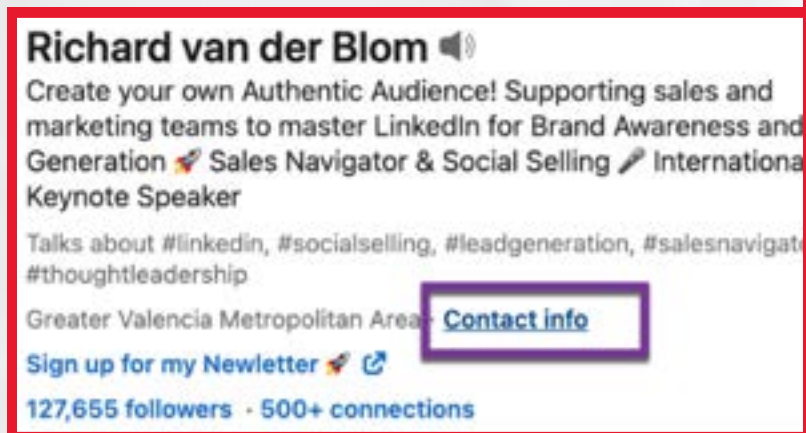 Richard van der Blom
Create your own Authentic Audience! Supporting sales and
marketing teams to master LinkedIn for Brand Awareness and
Generation 🚀 Sales Navigator & Social Selling 🎤 Internationa
Keynote Speaker
Talks about #linkedin, #socialselling, #leadgeneration, #salesnavigat
#thoughtleadership
Greater Valencia Metropolitan Area · Contact info
Sign up for my Newletter 🚀
127,655 followers · 500+ connections